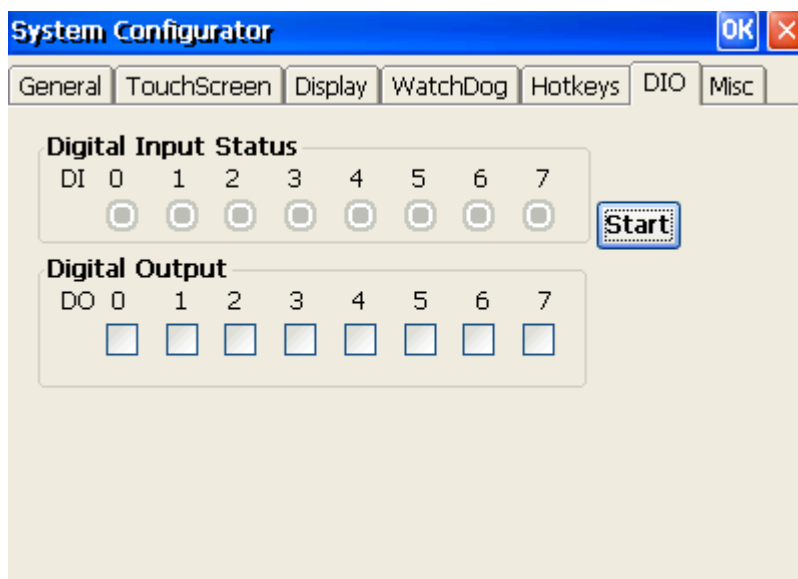 System Configurator OK
General TouchScreen Display WatchDog Hotkeys DIO Misc
Digital Input Status
DI 0 1 2 3 4 5 6 7
Start
Digital Output
DO 0 1 2 3 4 5 6 7